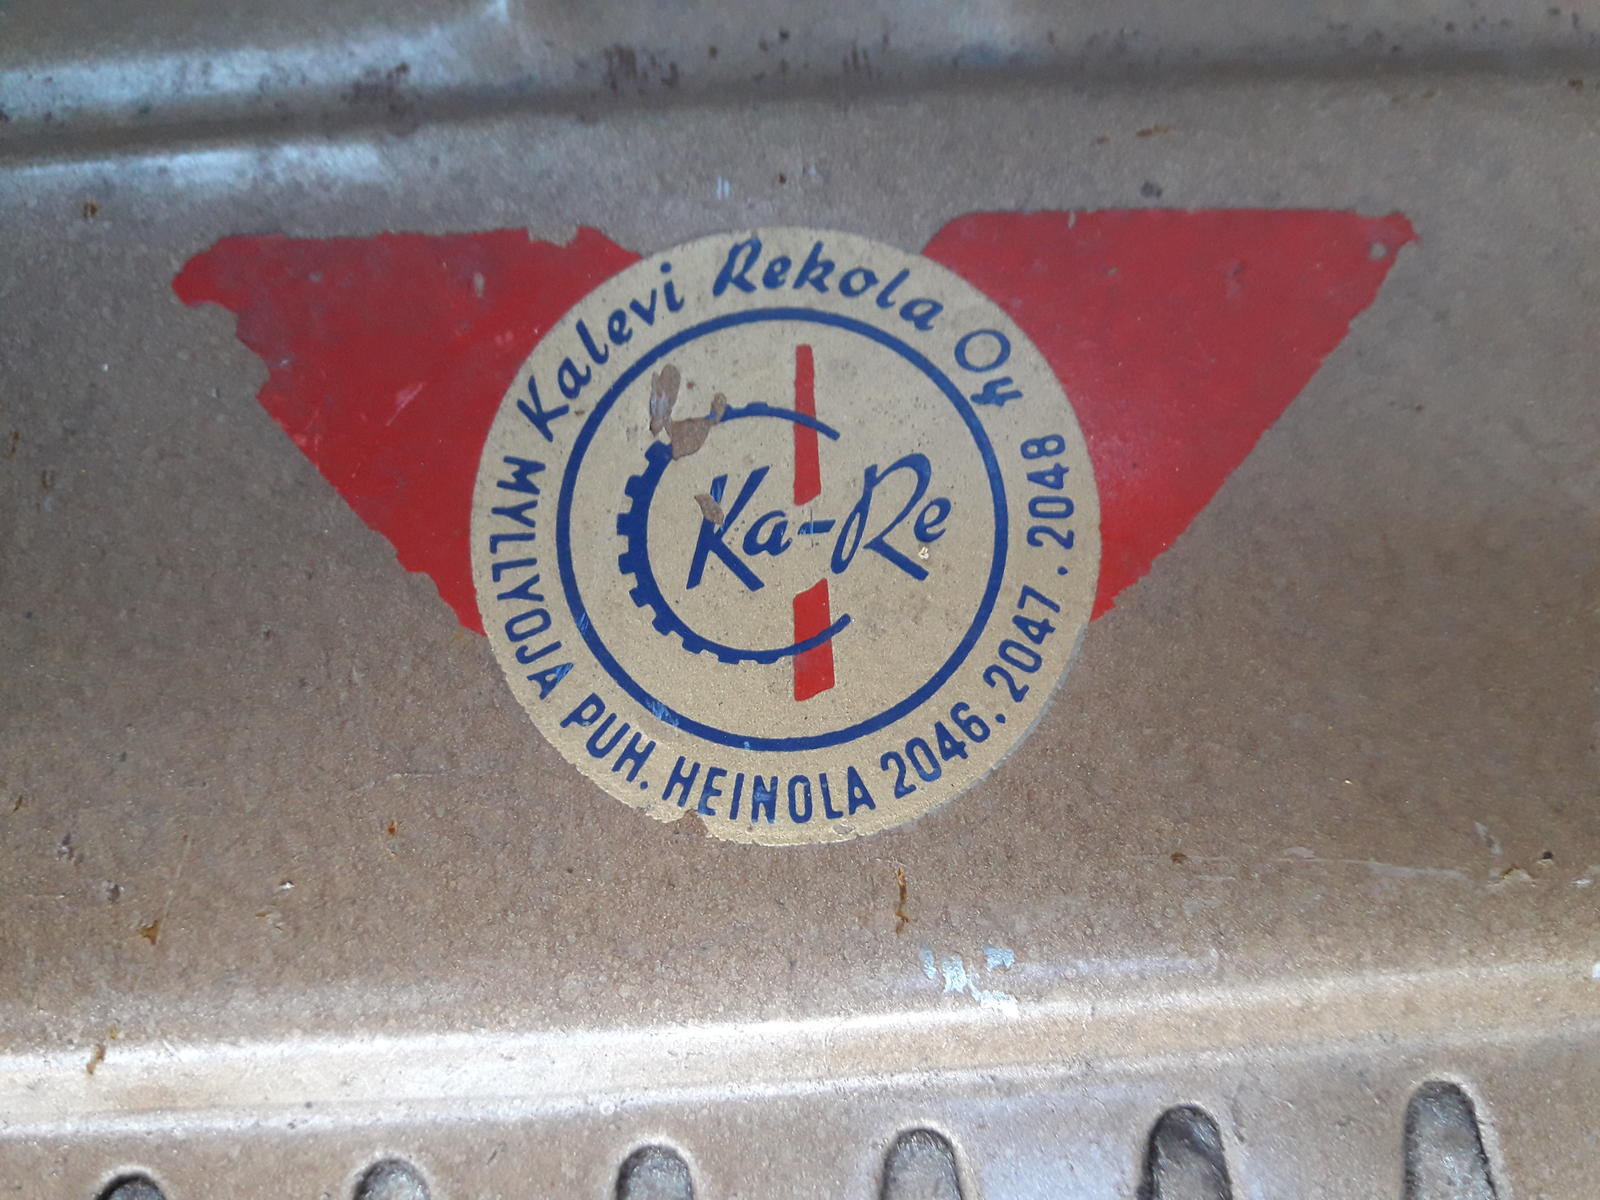 Kalevi Rekola Oy
Ka-Re
MYLLYOJA PUH. HEINOLA 2046. 2047. 2048